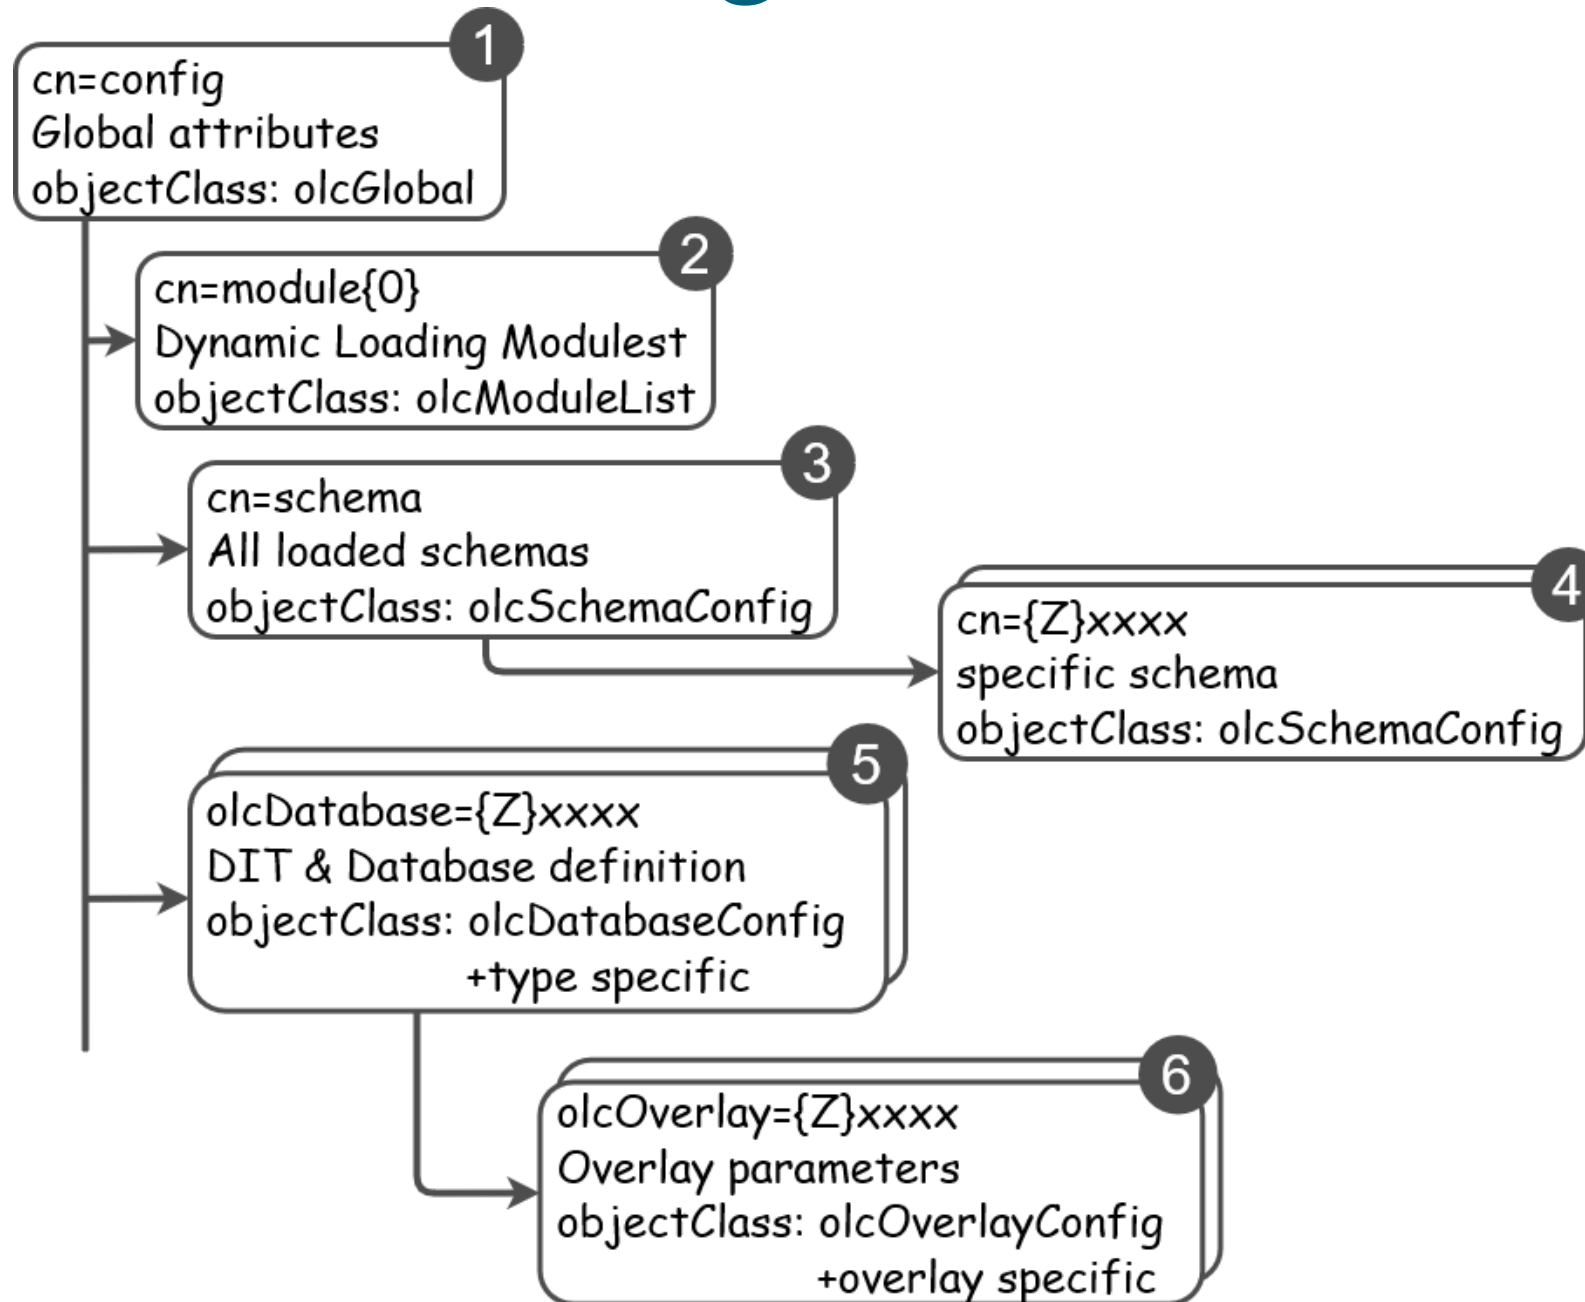 1
cn=config
Global attributes
objectClass: olcGlobal
2
cn=module{0}
Dynamic Loading Modulest
objectClass: olcModuleList
3
cn=schema
All loaded schemas
objectClass: olcSchemaConfig
4
cn={Z}xxxx
specific schema
objectClass: olcSchemaConfig
5
olcDatabase={Z}xxxx
DIT & Database definition
objectClass: olcDatabaseConfig
+type specific
6
olcOverlay={Z}xxxx
Overlay parameters
objectClass: olcOverlayConfig
+overlay specific